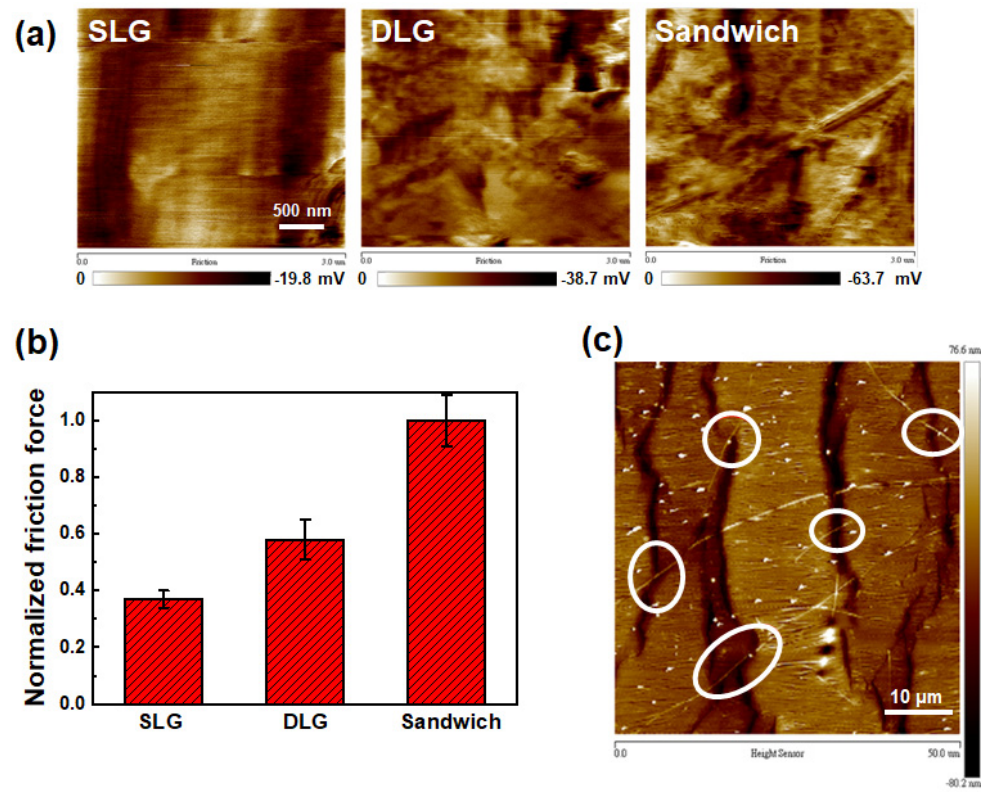 (a)
SLG
DLG
Sandwich
500 nm
0.0 Friction 3.0 um
0.0 Friction 3.0 um
0.0 Friction 3.0 um
0 -19.8 mV
0 -38.7 mV
0 -63.7 mV
(b)
Normalized friction force
1.0
0.8
0.6
0.4
0.2
0.0
SLG DLG Sandwich
(c)
76.6 nm
10 µm
0.0 Height Sensor 50.0 um
-80.2 nm